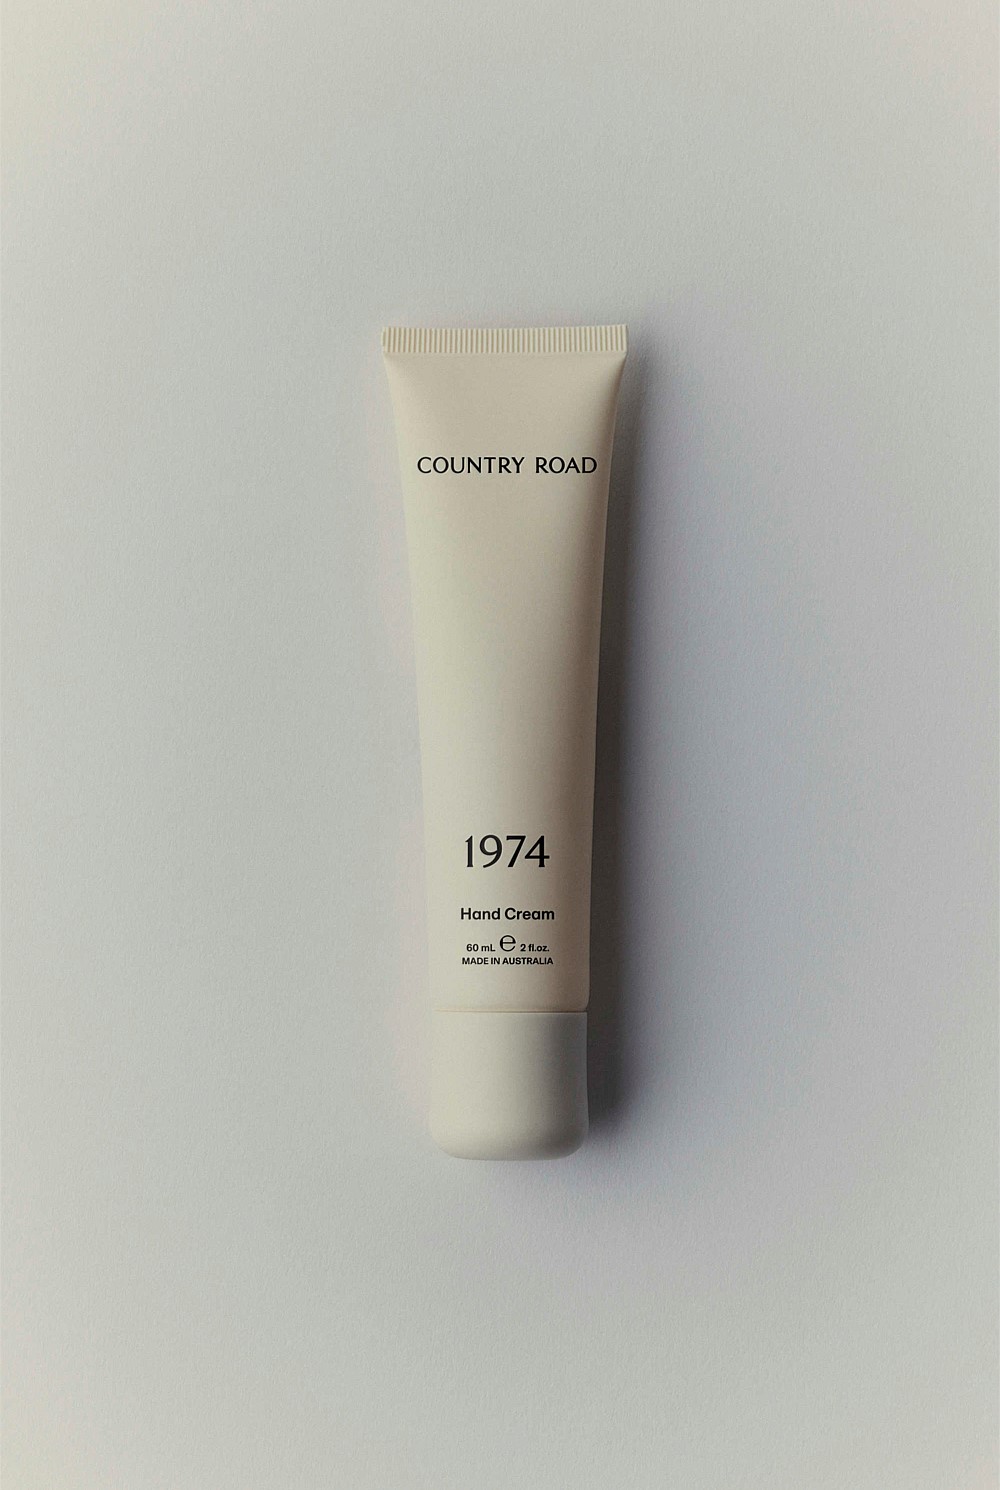 COUNTRY ROAD
1974
Hand Cream
60 mL ℮ 2 fl.oz.
MADE IN AUSTRALIA